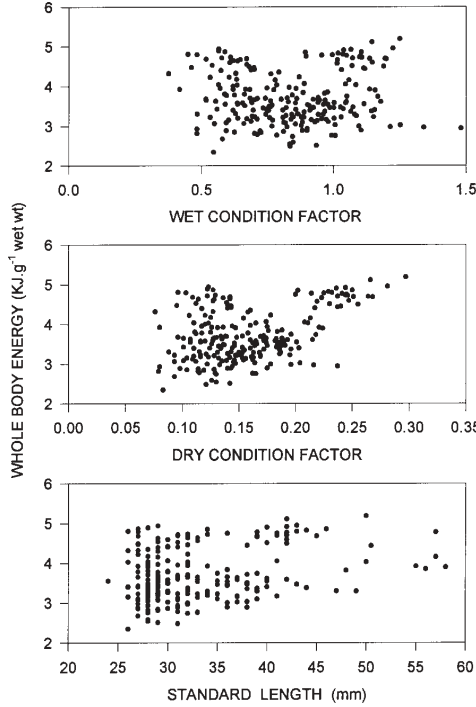 6
5
4
3
2
0.0 0.5 1.0 1.5
WET CONDITION FACTOR
WHOLE BODY ENERGY (KJ.g-1 wet wt)
6
5
4
3
2
0.00 0.05 0.10 0.15 0.20 0.25 0.30 0.35
DRY CONDITION FACTOR
6
5
4
3
2
20 25 30 35 40 45 50 55 60
STANDARD LENGTH (mm)